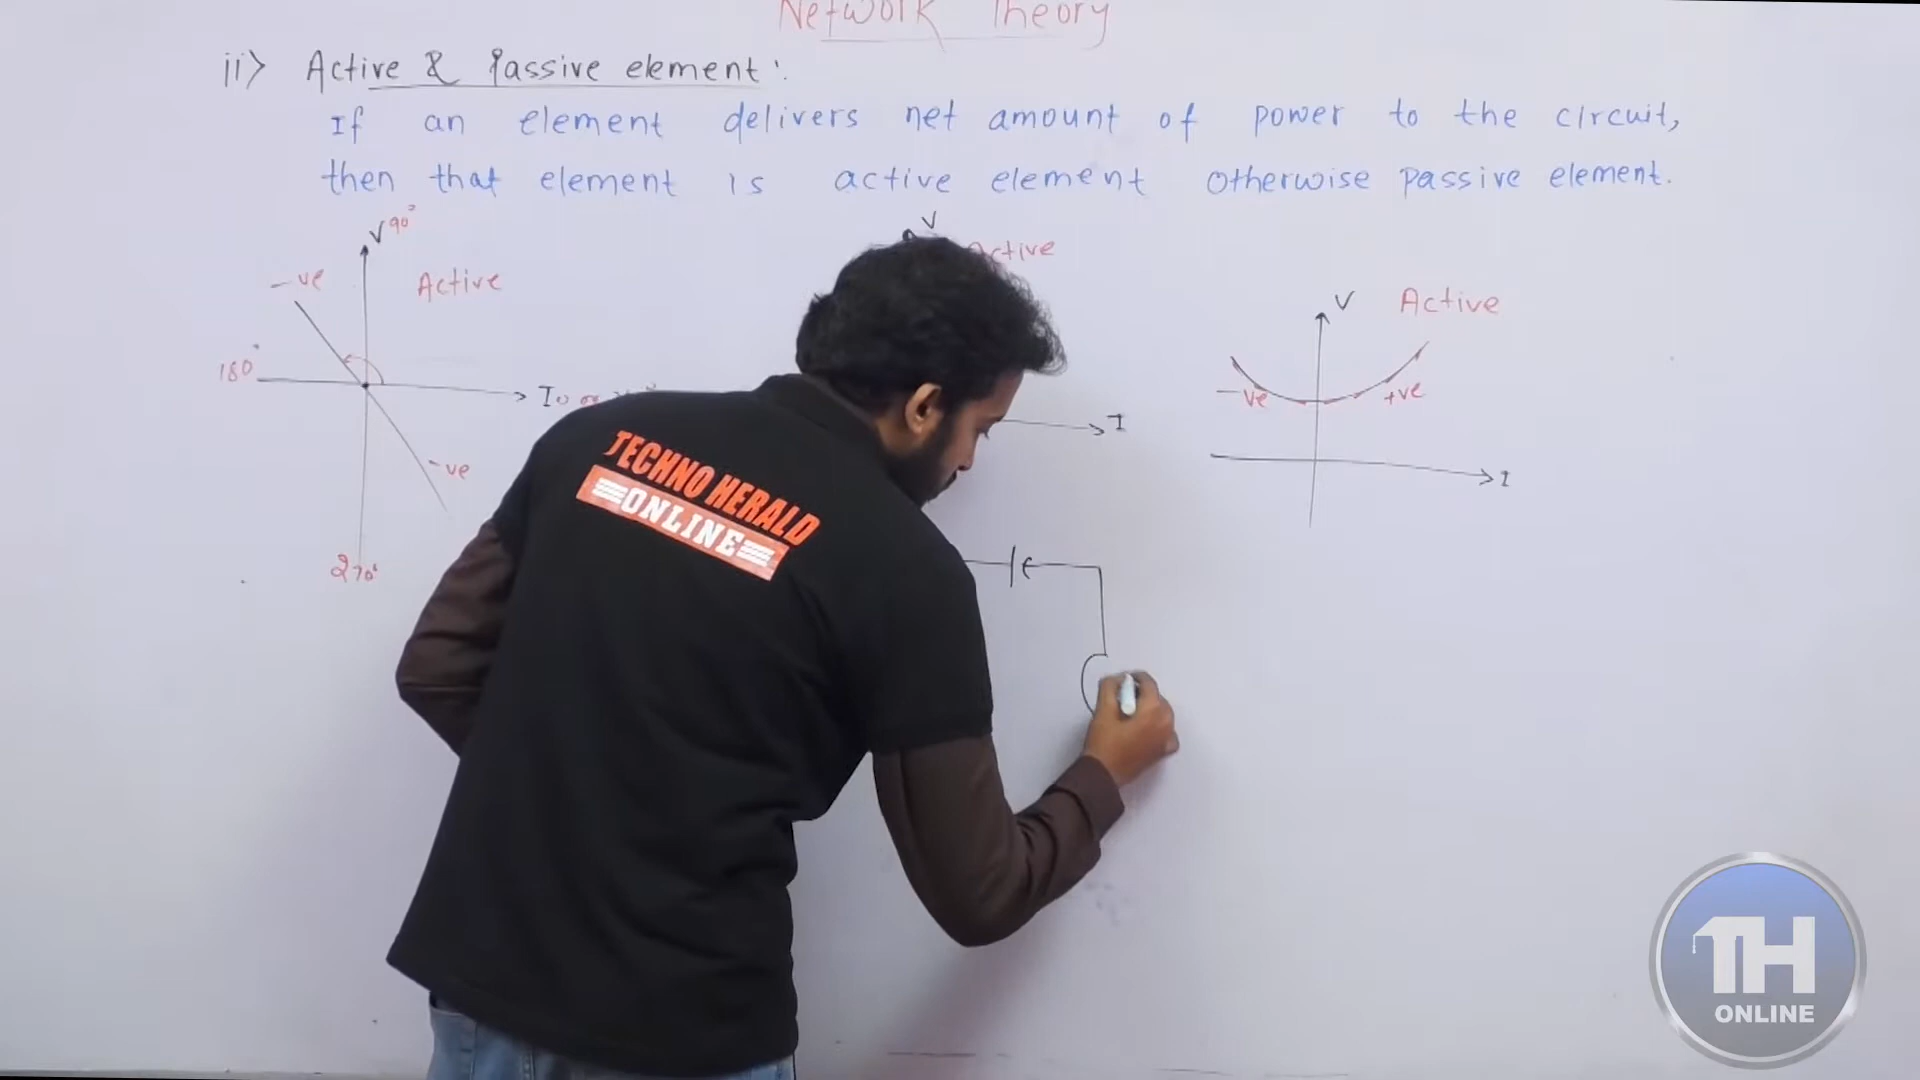 Network Theory
ii> Active & Passive element :
If an element delivers net amount of power to the circuit,
then that element is active element otherwise passive element.
V 90°
-ve
Active
180°
I
-ve
270°
V
Active
I
V
Active
-ve
+ve
I
TECHNO HERALD
ONLINE
TH
ONLINE